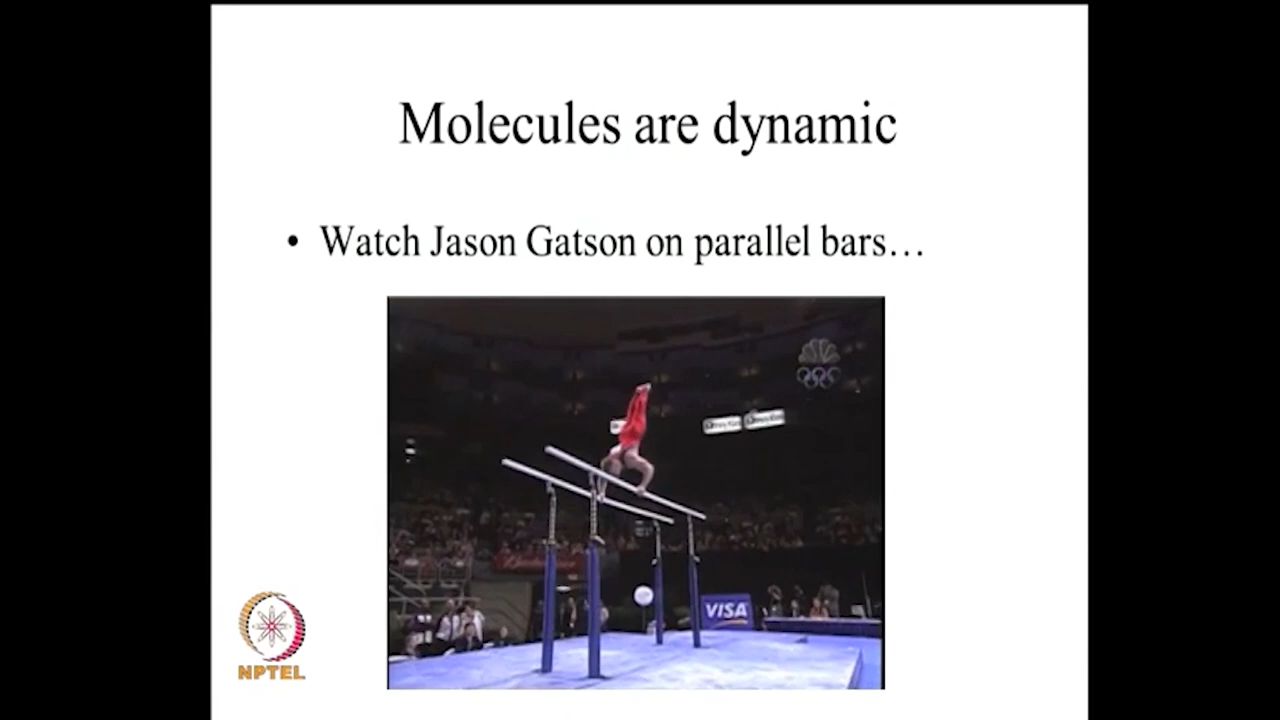 Molecules are dynamic
• Watch Jason Gatson on parallel bars…
VISA
NPTEL